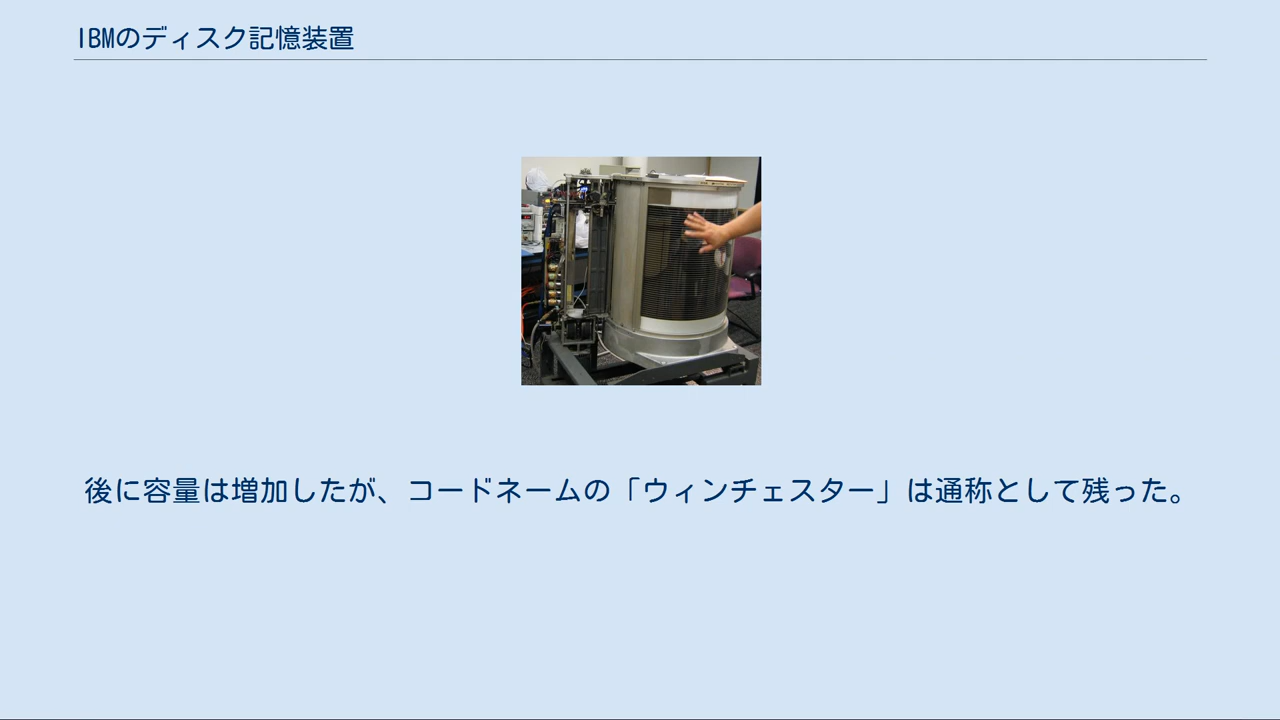 IBMのディスク記憶装置
後に容量は増加したが、コードネームの「ウィンチェスター」は通称として残った。